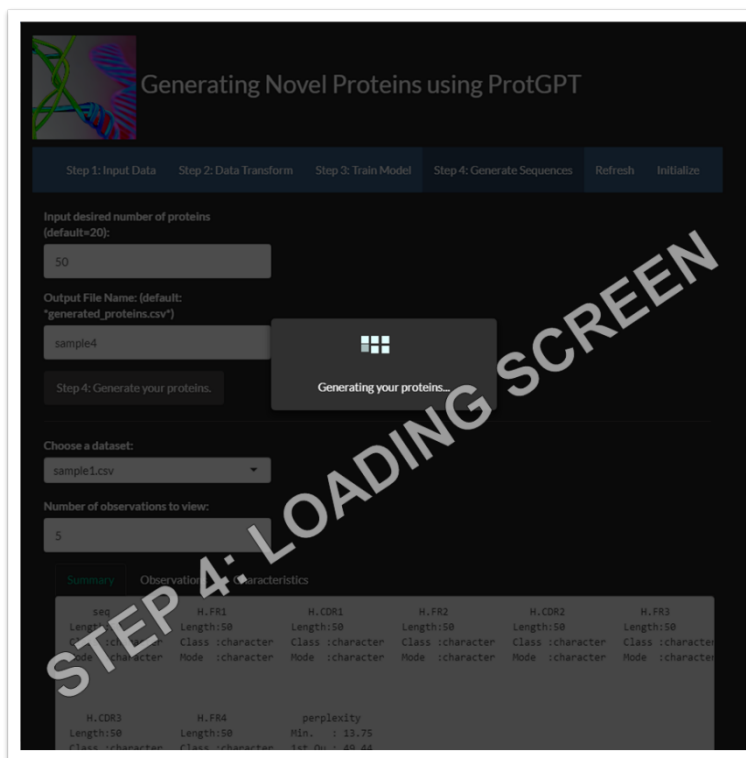 Generating Novel Proteins using ProtGPT
Step 1: Input Data Step 2: Data Transform Step 3: Train Model Step 4: Generate Sequences Refresh Initialize
Input desired number of proteins
(default=20):
50
Output File Name: (default:
*generated_proteins.csv*)
sample4
Step 4: Generate your proteins.
Generating your proteins...
Choose a dataset:
sample1.csv
Number of observations to view:
5
Summary Observations Characteristics
STEP 4: LOADING SCREEN
seq H.FR1 H.CDR1 H.FR2 H.CDR2 H.FR3
Length:50 Length:50 Length:50 Length:50 Length:50 Length:50
Class :character Class :character Class :character Class :character Class :character Class :character
Mode :character Mode :character Mode :character Mode :character Mode :character Mode :character
H.CDR3 H.FR4 perplexity
Length:50 Length:50 Min. : 13.75
Class :character Class :character 1st Qu.: 49.44